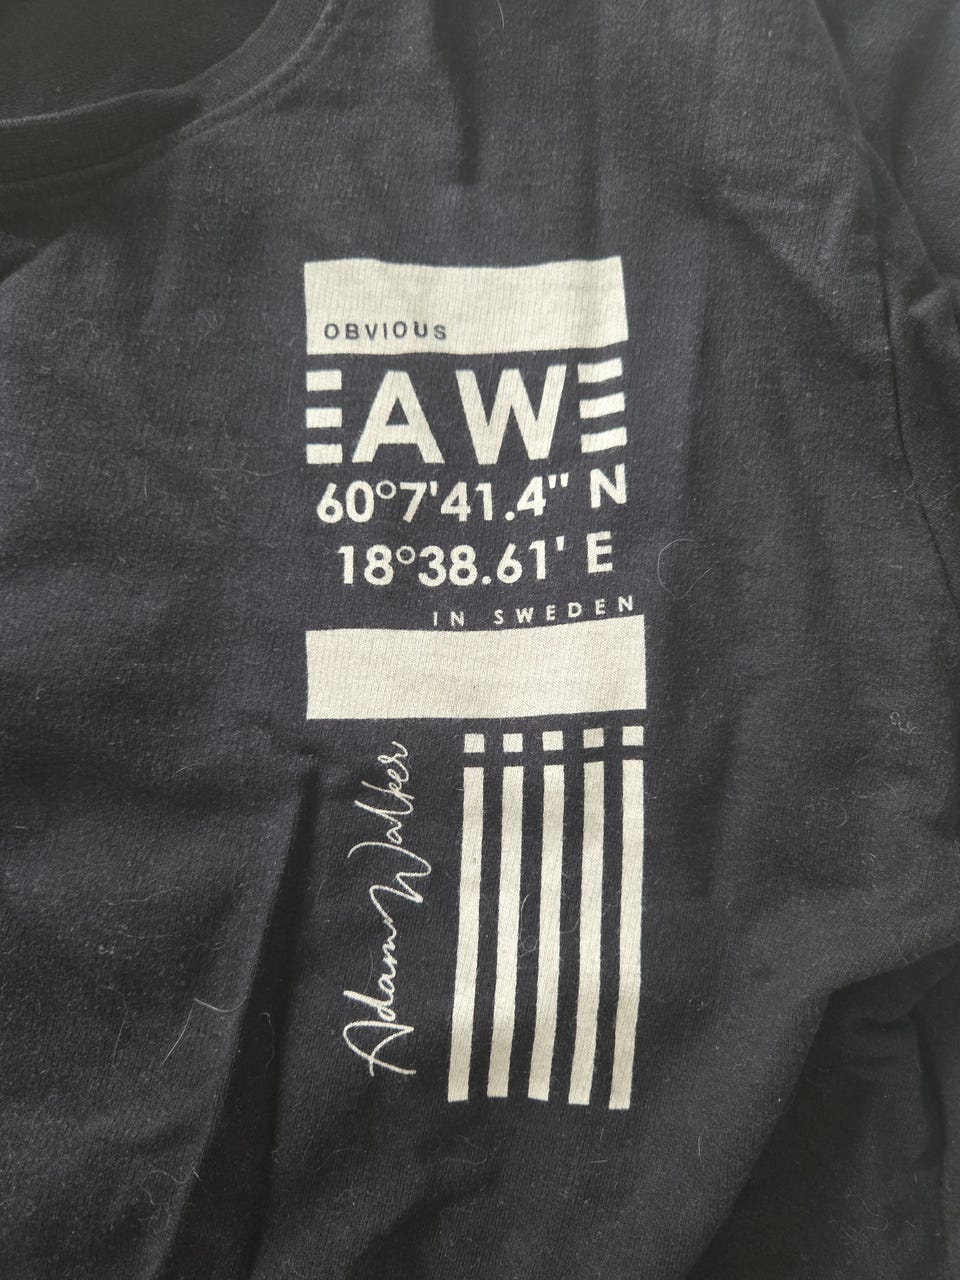 OBVIOUS
AW
60°7'41.4" N
18°38.61' E
IN SWEDEN
Adam Walker